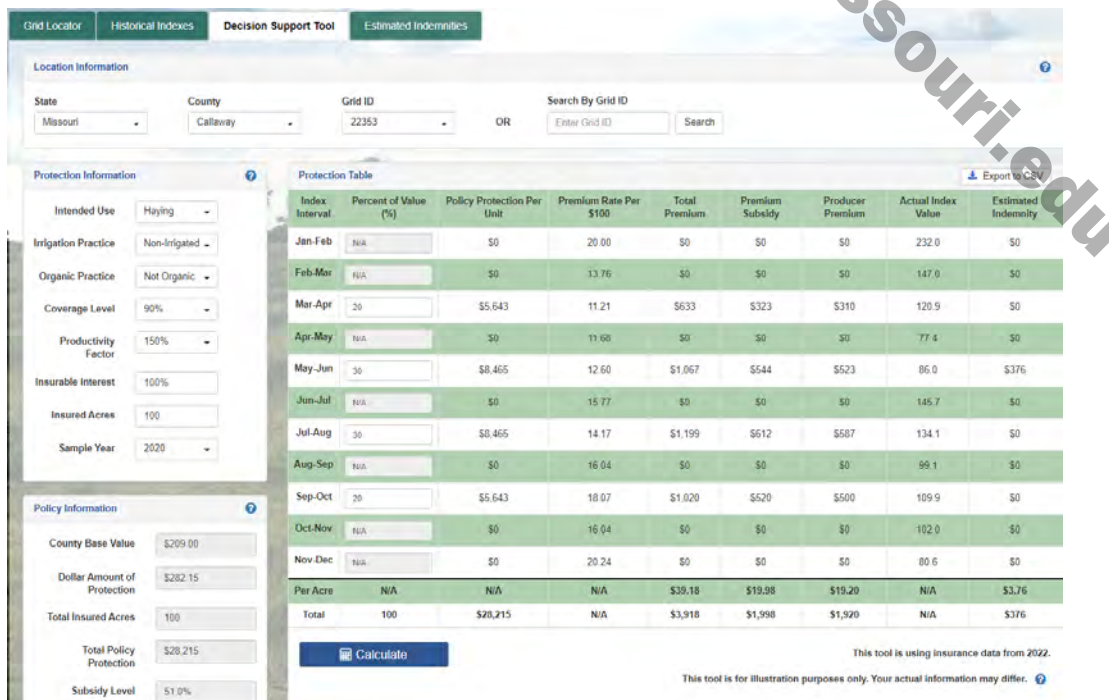 Grid Locator Historical Indexes Decision Support Tool Estimated Indemnities
Location Information
State County Grid ID Search By Grid ID
Missouri Callaway 22353 OR Enter Grid ID Search
Protection Information
Intended Use Haying
Irrigation Practice Non-Irrigated
Organic Practice Not Organic
Coverage Level 90%
Productivity Factor 150%
Insurable Interest 100%
Insured Acres 100
Sample Year 2020
Policy Information
County Base Value $209.00
Dollar Amount of Protection $282.15
Total Insured Acres 100
Total Policy Protection $28,215
Subsidy Level 51.0%
Protection Table Export to CSV
Index Interval Percent of Value (%) Policy Protection Per Unit Premium Rate Per $100 Total Premium Premium Subsidy Producer Premium Actual Index Value Estimated Indemnity
Jan-Feb N/A $0 20.00 $0 $0 $0 232.0 $0
Feb-Mar N/A $0 13.76 $0 $0 $0 147.0 $0
Mar-Apr 20 $5,643 11.21 $633 $323 $310 120.9 $0
Apr-May N/A $0 11.68 $0 $0 $0 77.4 $0
May-Jun 30 $8,465 12.60 $1,067 $544 $523 86.0 $376
Jun-Jul N/A $0 15.77 $0 $0 $0 145.7 $0
Jul-Aug 30 $8,465 14.17 $1,199 $612 $587 134.1 $0
Aug-Sep N/A $0 16.04 $0 $0 $0 99.1 $0
Sep-Oct 20 $5,643 18.07 $1,020 $520 $500 109.9 $0
Oct-Nov N/A $0 16.04 $0 $0 $0 102.0 $0
Nov-Dec N/A $0 20.24 $0 $0 $0 80.6 $0
Per Acre N/A N/A N/A $39.18 $19.98 $19.20 N/A $3.76
Total 100 $28,215 N/A $3,918 $1,998 $1,920 N/A $376
Calculate
This tool is using insurance data from 2022.
This tool is for illustration purposes only. Your actual information may differ.
ssouri.edu